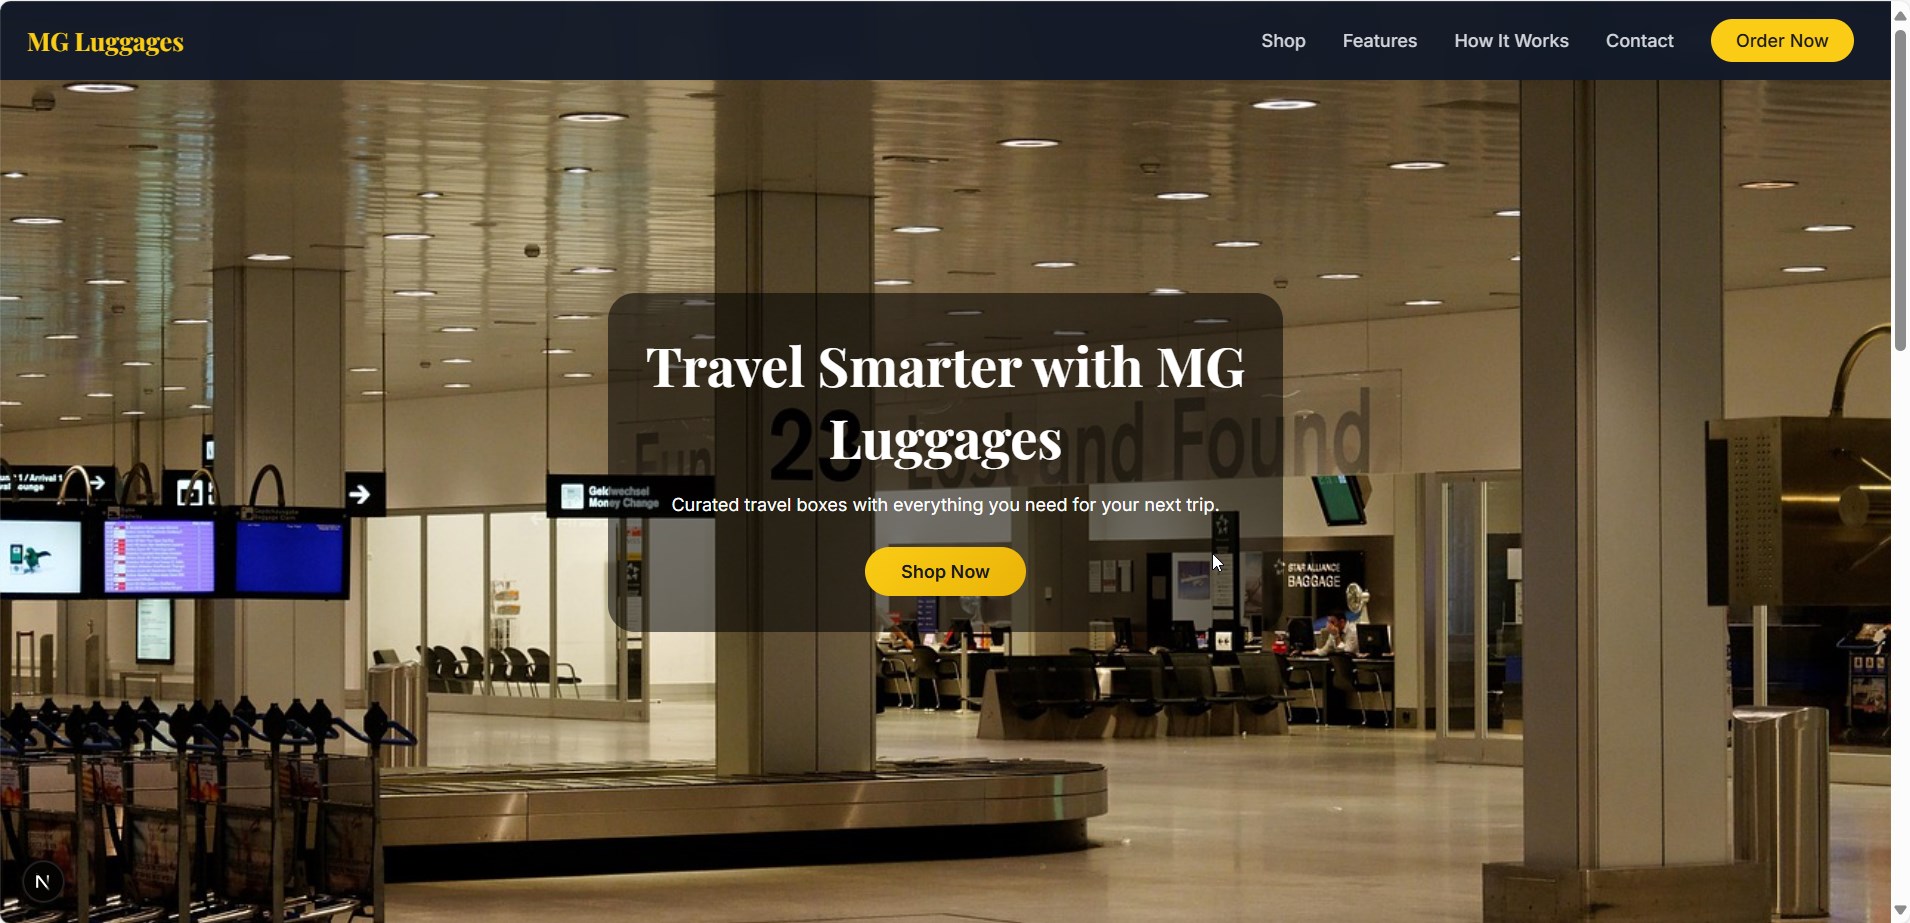 MG Luggages
Shop
Features
How It Works
Contact
Order Now
Travel Smarter with MG
Luggages
23 Lost and Found
Geldwechsel
Money Change
Curated travel boxes with everything you need for your next trip.
Shop Now
STAR ALLIANCE
BAGGAGE
N